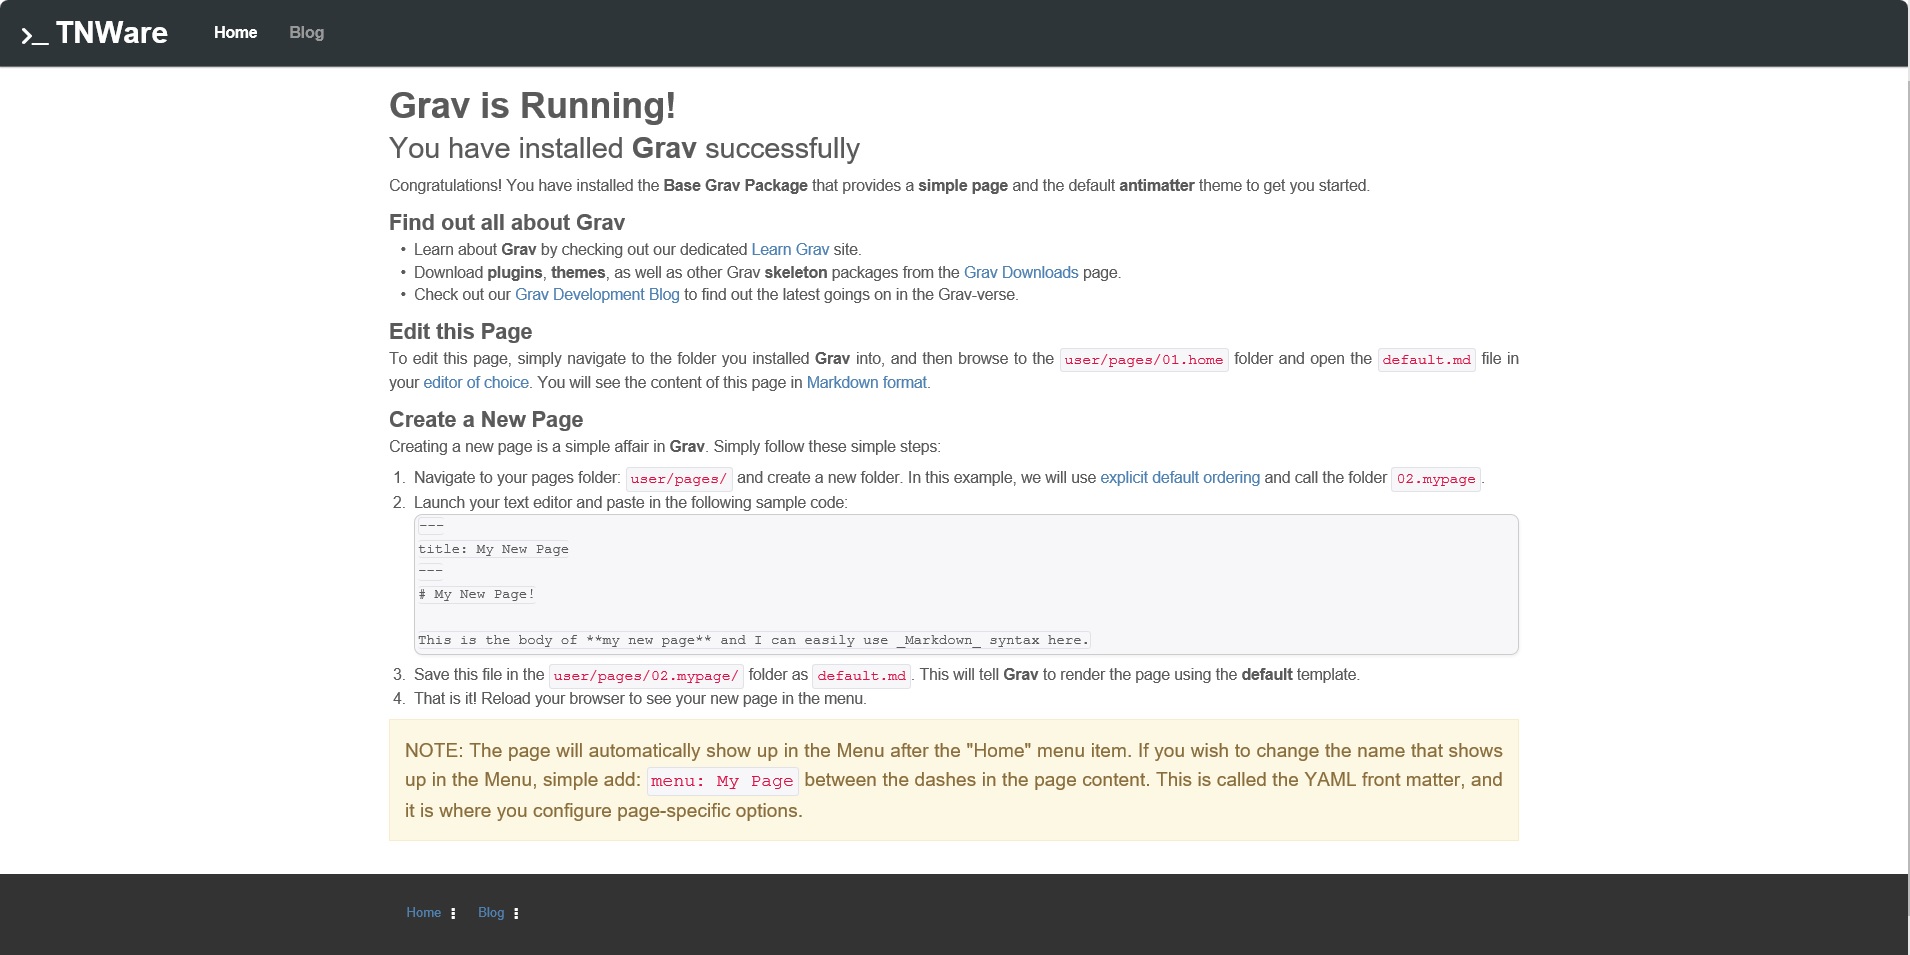 >_ TNWare
Home
Blog
Grav is Running!
You have installed Grav successfully
Congratulations! You have installed the Base Grav Package that provides a simple page and the default antimatter theme to get you started.
Find out all about Grav
• Learn about Grav by checking out our dedicated Learn Grav site.
• Download plugins, themes, as well as other Grav skeleton packages from the Grav Downloads page.
• Check out our Grav Development Blog to find out the latest goings on in the Grav-verse.
Edit this Page
To edit this page, simply navigate to the folder you installed Grav into, and then browse to the user/pages/01.home folder and open the default.md file in
your editor of choice. You will see the content of this page in Markdown format.
Create a New Page
Creating a new page is a simple affair in Grav. Simply follow these simple steps:
1. Navigate to your pages folder: user/pages/ and create a new folder. In this example, we will use explicit default ordering and call the folder 02.mypage.
2. Launch your text editor and paste in the following sample code:
---
title: My New Page
---
# My New Page!
This is the body of **my new page** and I can easily use _Markdown_ syntax here.
3. Save this file in the user/pages/02.mypage/ folder as default.md. This will tell Grav to render the page using the default template.
4. That is it! Reload your browser to see your new page in the menu.
NOTE: The page will automatically show up in the Menu after the "Home" menu item. If you wish to change the name that shows
up in the Menu, simple add: menu: My Page between the dashes in the page content. This is called the YAML front matter, and
it is where you configure page-specific options.
Home
Blog